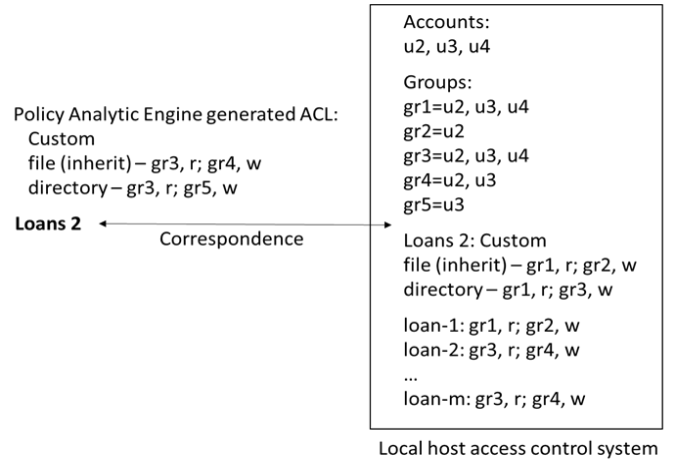 Policy Analytic Engine generated ACL:
Custom
file (inherit) – gr3, r; gr4, w
directory – gr3, r; gr5, w
Loans 2
Correspondence
Accounts:
u2, u3, u4
Groups:
gr1=u2, u3, u4
gr2=u2
gr3=u2, u3, u4
gr4=u2, u3
gr5=u3
Loans 2: Custom
file (inherit) – gr1, r; gr2, w
directory – gr1, r; gr3, w
loan-1: gr1, r; gr2, w
loan-2: gr3, r; gr4, w
...
loan-m: gr3, r; gr4, w
Local host access control system